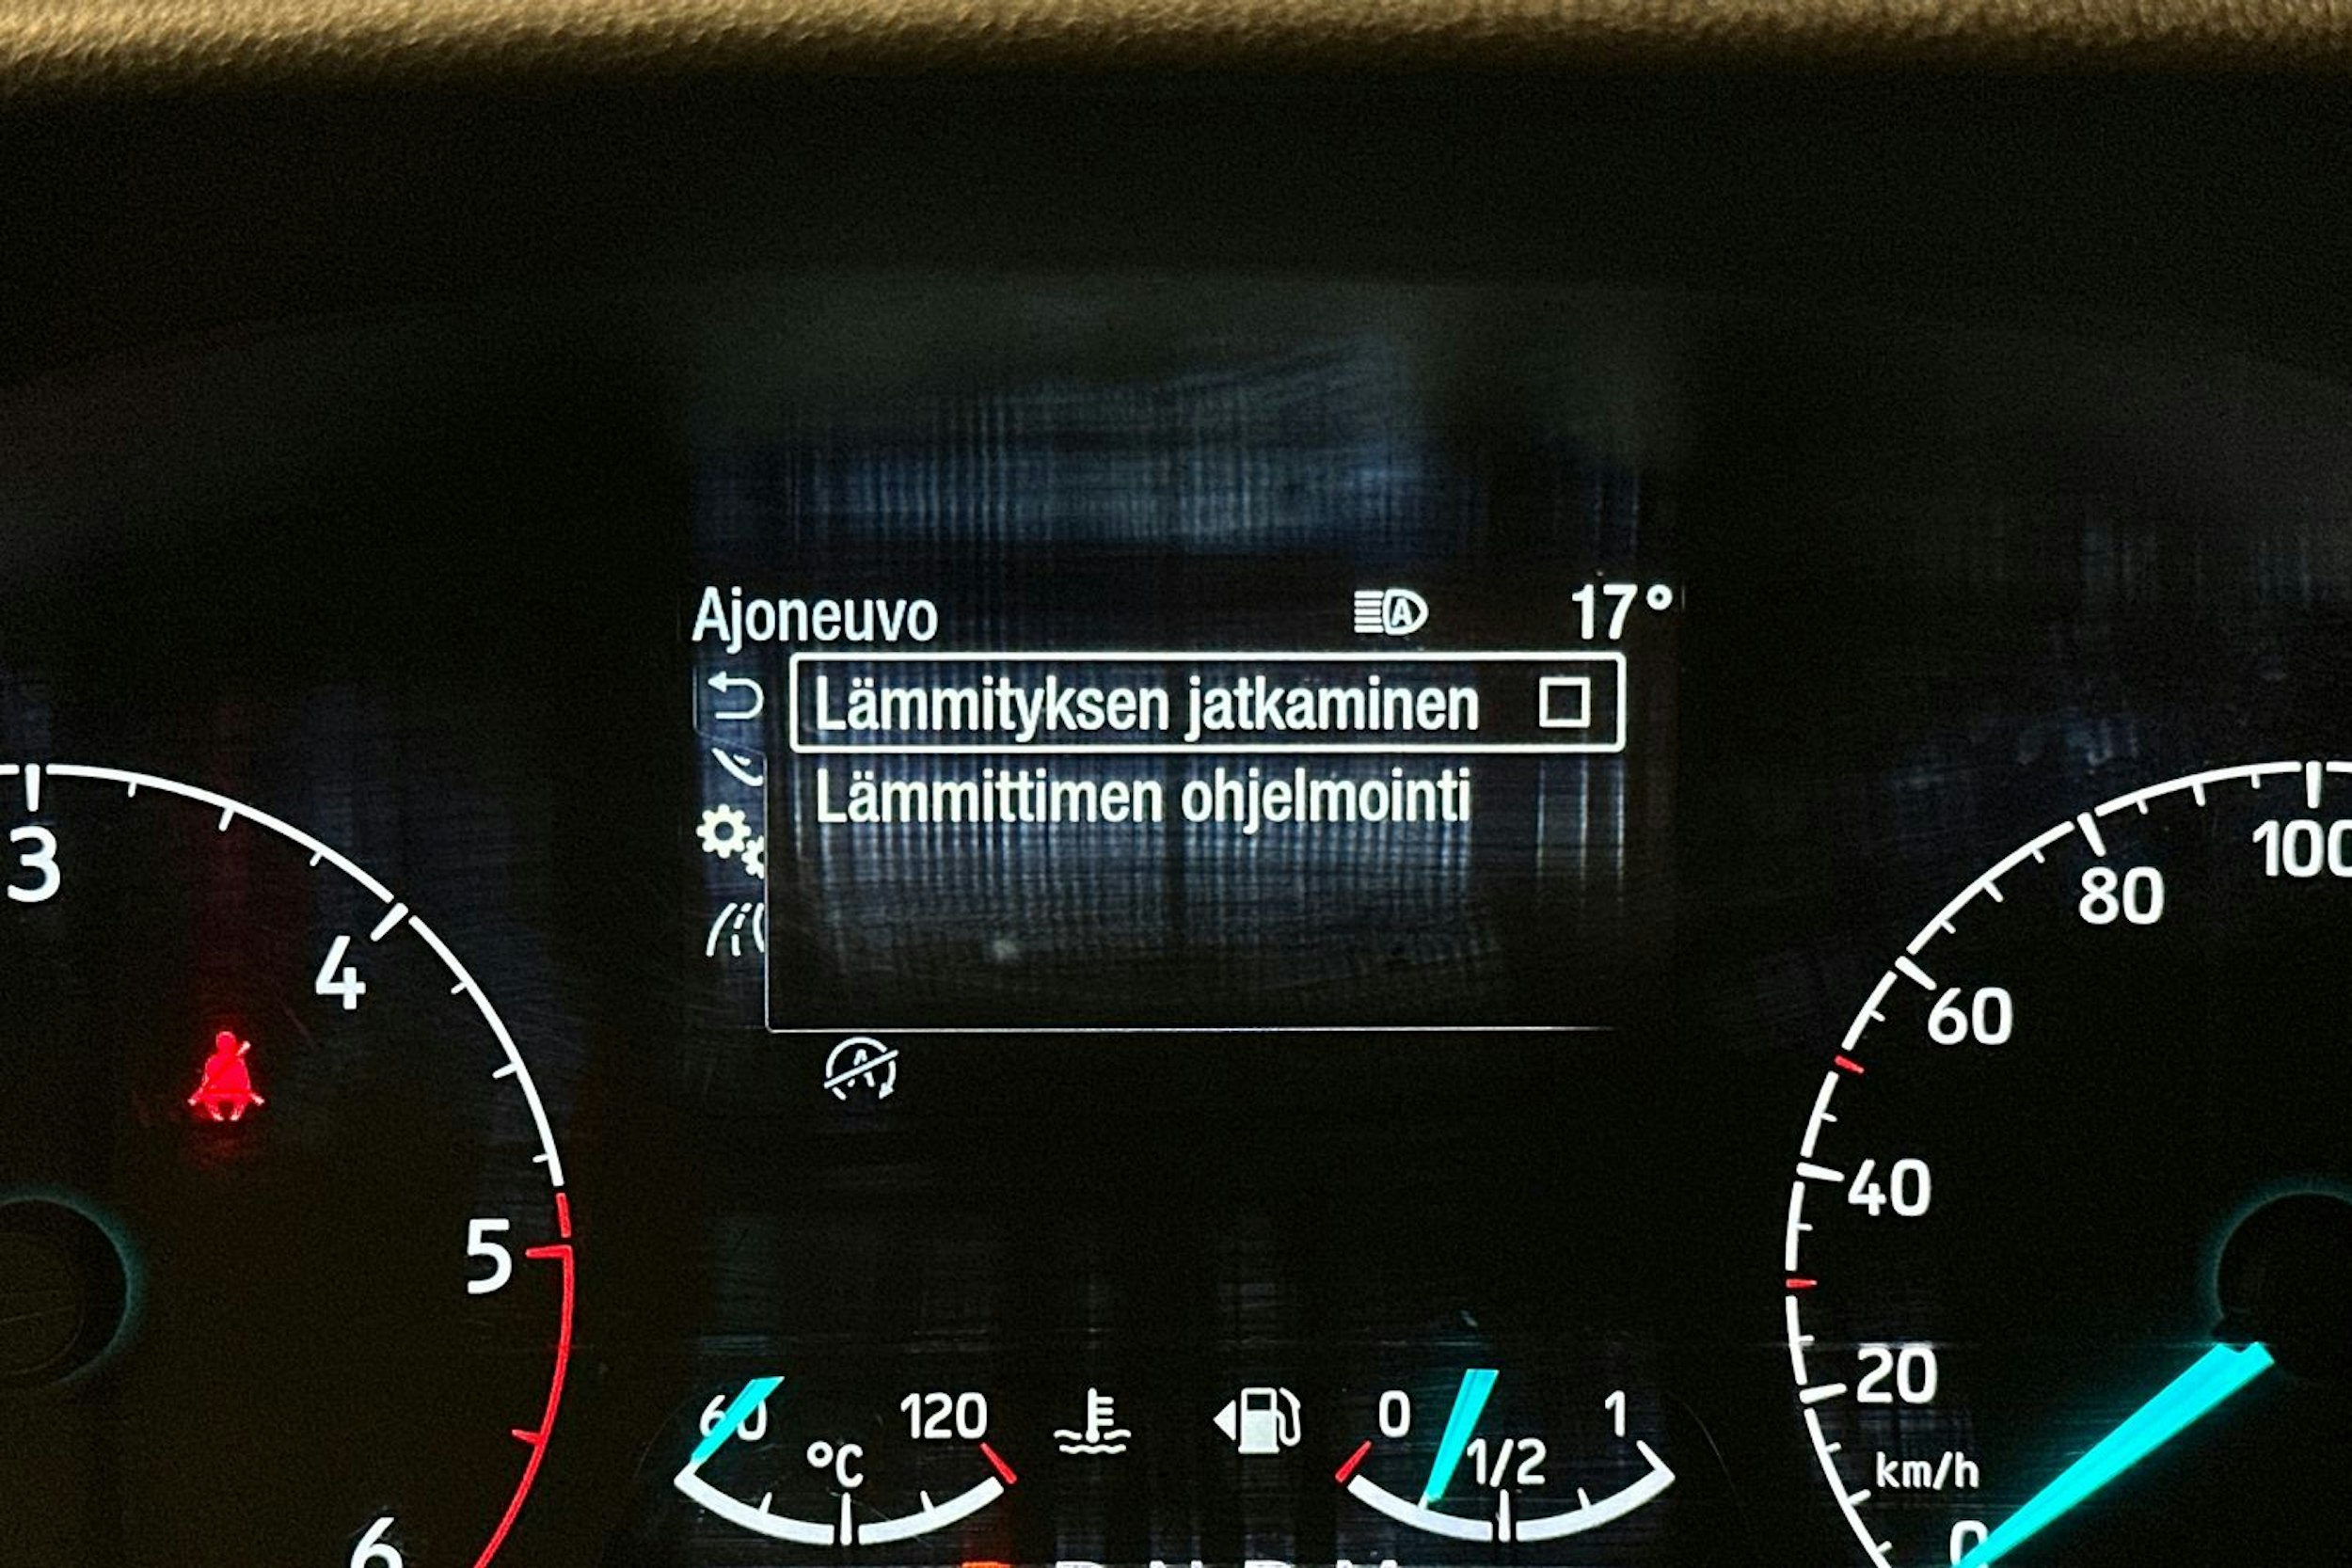 Ajoneuvo 17°
Lämmityksen jatkaminen
Lämmittimen ohjelmointi
3
4
5
6
100
80
60
40
20
km/h
0
60 120
°C
0 1
1/2